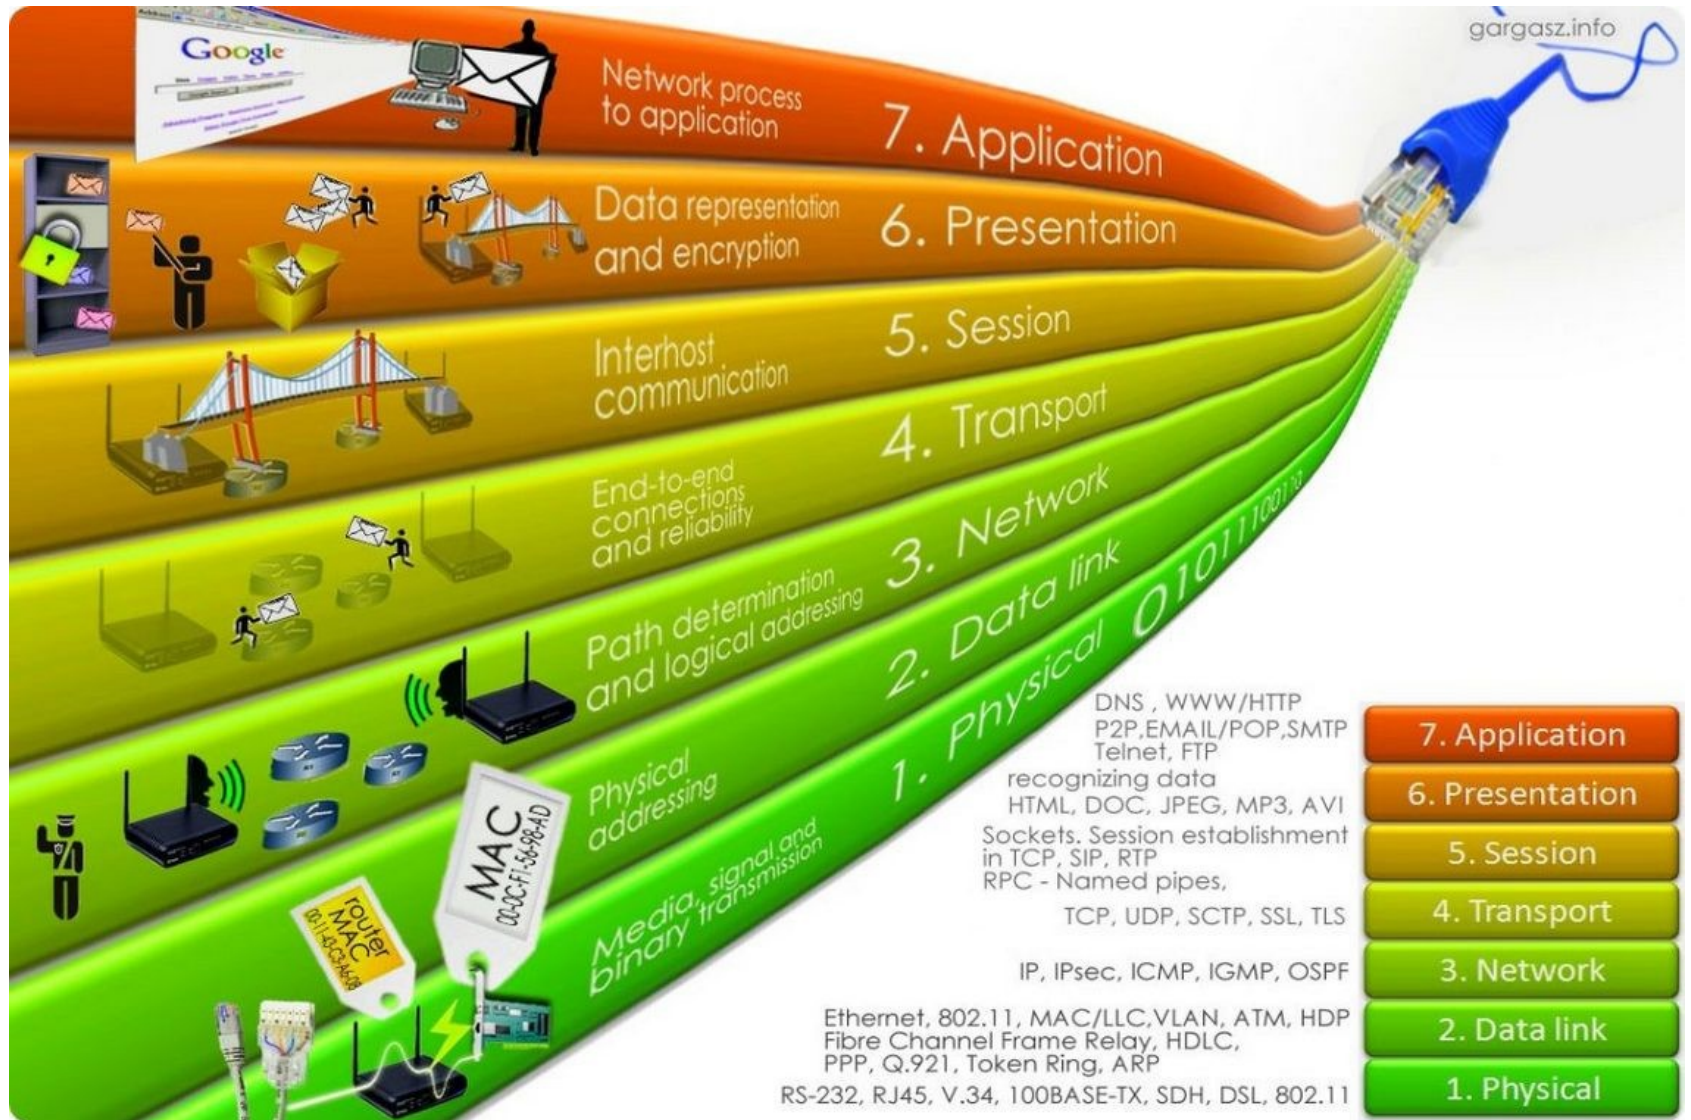 gargasz.info
Google
Network process
to application
7. Application
Data representation
and encryption
6. Presentation
Interhost
communication
5. Session
End-to-end
connections
and reliability
4. Transport
Path determination
and logical addressing
3. Network
Physical
addressing
2. Data link
Media, signal and
binary transmission
1. Physical
MAC
00-0C-F1-56-98-AD
router
MAC
DNS , WWW/HTTP
P2P,EMAIL/POP,SMTP
Telnet, FTP
7. Application
recognizing data
HTML, DOC, JPEG, MP3, AVI
6. Presentation
Sockets. Session establishment
in TCP, SIP, RTP
RPC - Named pipes,
5. Session
TCP, UDP, SCTP, SSL, TLS
4. Transport
IP, IPsec, ICMP, IGMP, OSPF
3. Network
Ethernet, 802.11, MAC/LLC,VLAN, ATM, HDP
Fibre Channel Frame Relay, HDLC,
PPP, Q.921, Token Ring, ARP
2. Data link
RS-232, RJ45, V.34, 100BASE-TX, SDH, DSL, 802.11
1. Physical